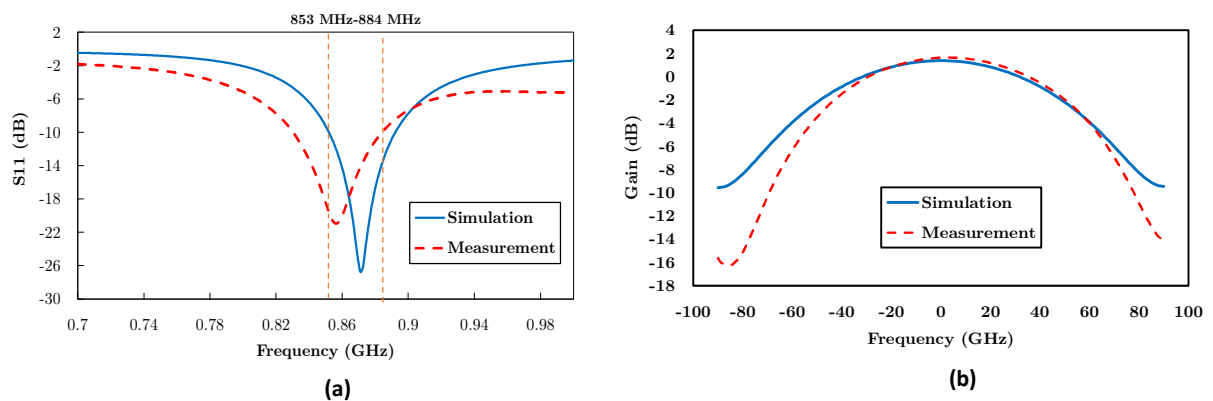 853 MHz-884 MHz
2
-2
-6
-10
-14
-18
-22
-26
-30
S11 (dB)
Simulation
Measurement
0.7 0.74 0.78 0.82 0.86 0.9 0.94 0.98
Frequency (GHz)
(a)
4
2
0
-2
-4
-6
-8
-10
-12
-14
-16
-18
Gain (dB)
Simulation
Measurement
-100 -80 -60 -40 -20 0 20 40 60 80 100
Frequency (GHz)
(b)